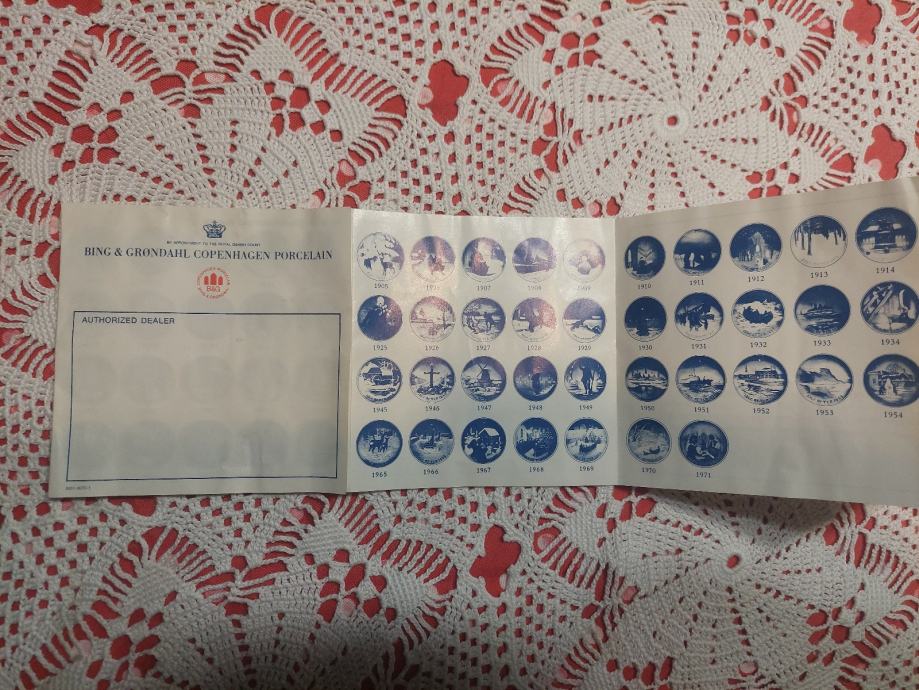 BY APPOINTMENT TO THE ROYAL DANISH COURT
BING & GRØNDAHL COPENHAGEN PORCELAIN
B&G
AUTHORIZED DEALER
1905 1906 1907 1908 1909
1925 1926 1927 1928 1929
1945 1946 1947 1948 1949
1965 1966 1967 1968 1969
1910 1911 1912 1913 1914
1930 1931 1932 1933 1934
1950 1951 1952 1953 1954
1970 1971